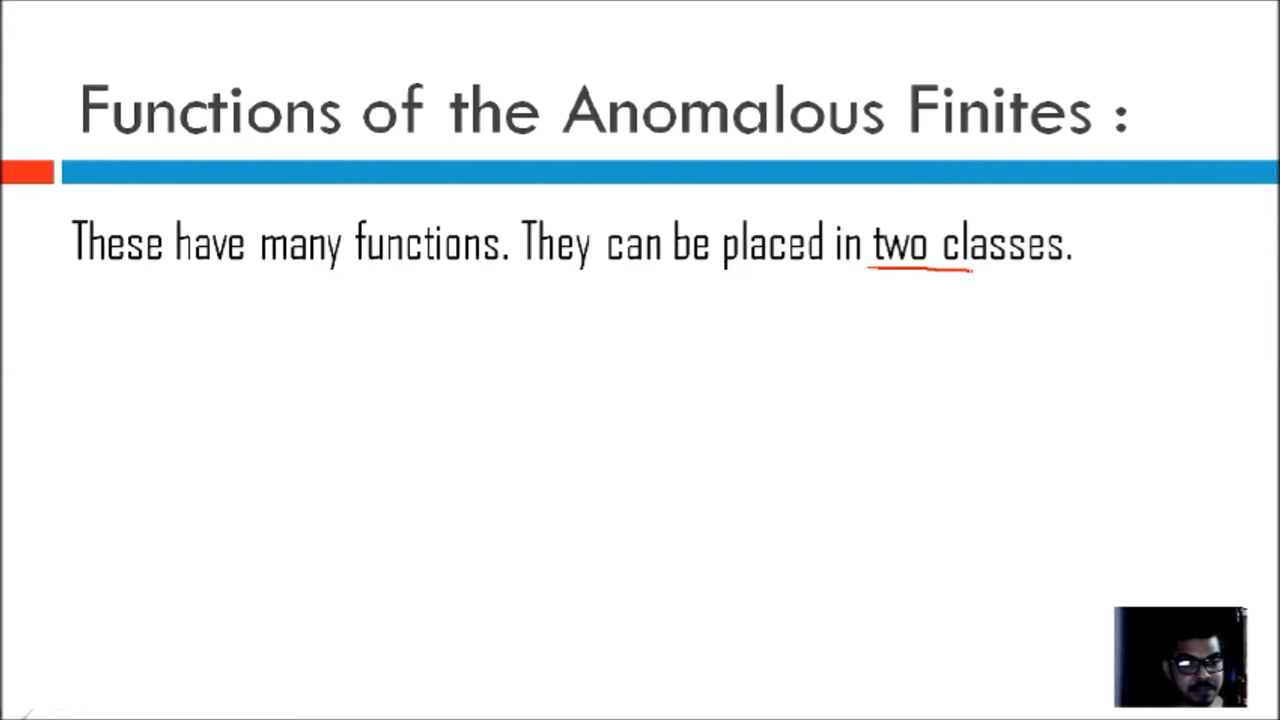 Functions of the Anomalous Finites :
These have many functions. They can be placed in two classes.